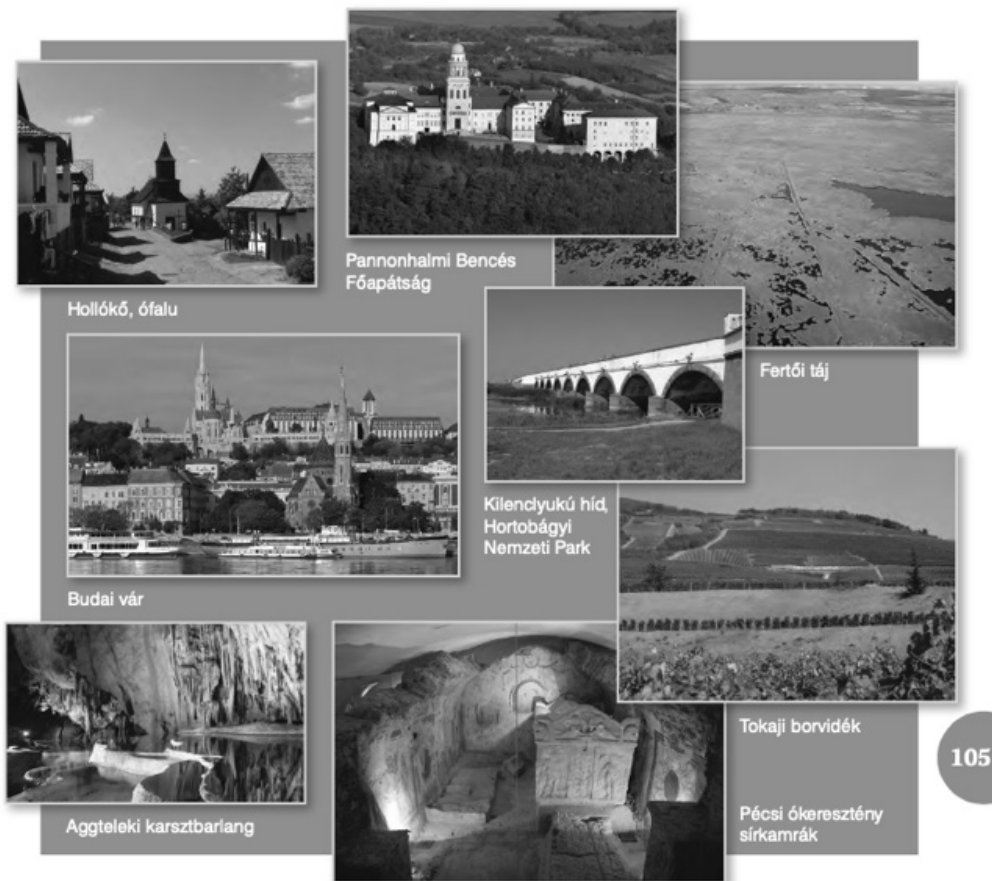 Pannonhalmi Bencés
Főapátság
Hollókő, ófalu
Fertői táj
Kilenclyukú híd,
Hortobágyi
Nemzeti Park
Budai vár
Tokaji borvidék
105
Pécsi ókeresztény
sírkamrák
Aggteleki karsztbarlang